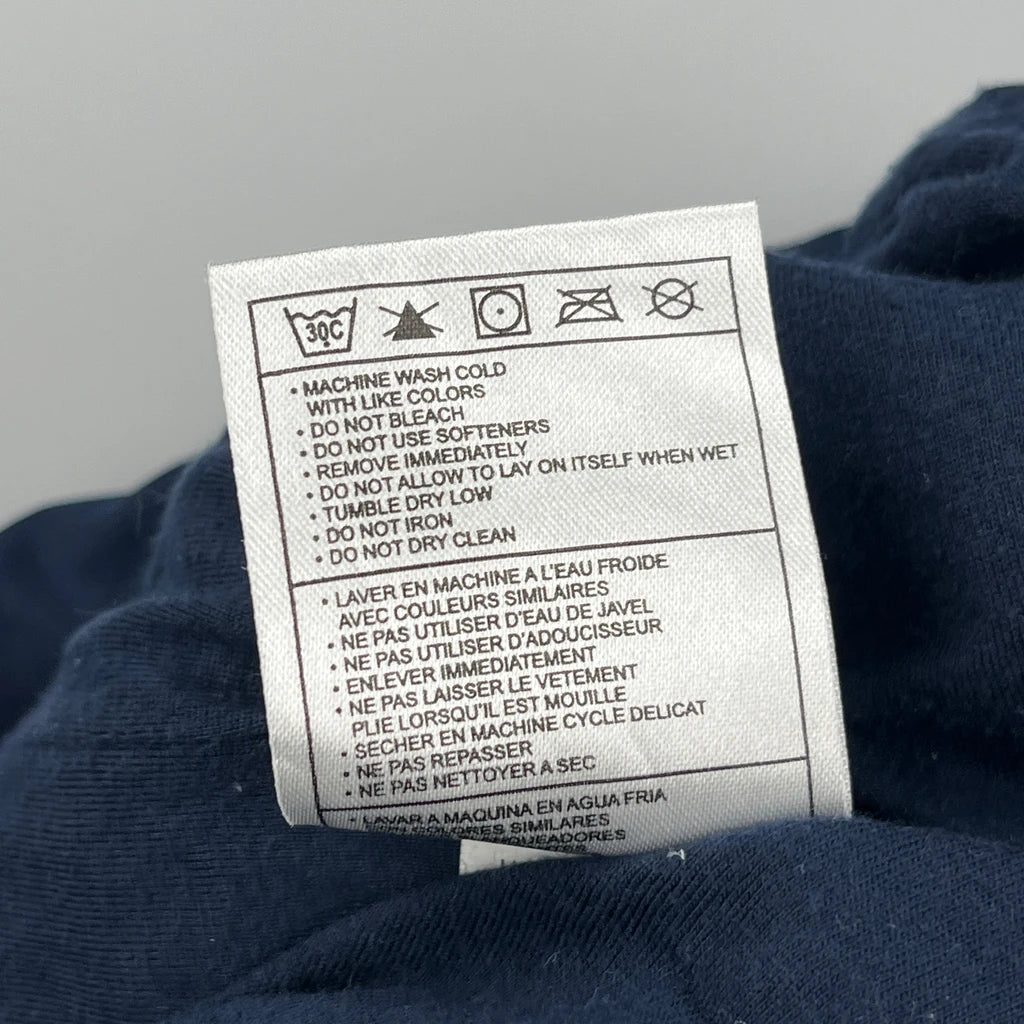 30C
• MACHINE WASH COLD
WITH LIKE COLORS
• DO NOT BLEACH
• DO NOT USE SOFTENERS
• REMOVE IMMEDIATELY
• DO NOT ALLOW TO LAY ON ITSELF WHEN WET
• TUMBLE DRY LOW
• DO NOT IRON
• DO NOT DRY CLEAN
• LAVER EN MACHINE A L'EAU FROIDE
AVEC COULEURS SIMILAIRES
• NE PAS UTILISER D'EAU DE JAVEL
• NE PAS UTILISER D'ADOUCISSEUR
• ENLEVER IMMEDIATEMENT
• NE PAS LAISSER LE VETEMENT
PLIE LORSQU'IL EST MOUILLE
• SECHER EN MACHINE CYCLE DELICAT
• NE PAS REPASSER
• NE PAS NETTOYER A SEC
• LAVAR A MAQUINA EN AGUA FRIA
COLORES SIMILARES